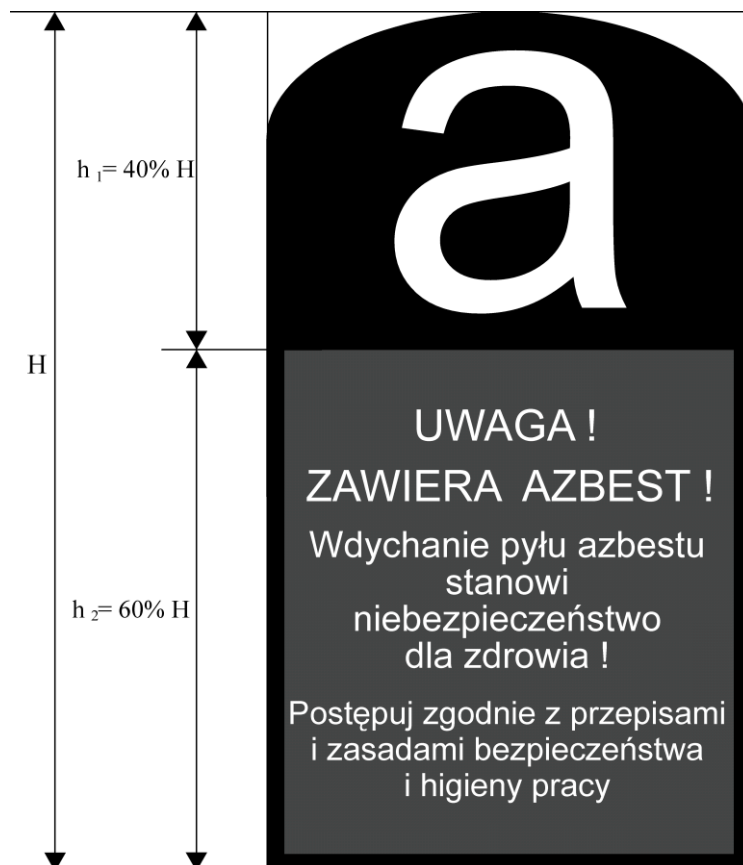 a
h 1= 40% H
H
h 2= 60% H
UWAGA !
ZAWIERA AZBEST !
Wdychanie pyłu azbestu
stanowi
niebezpieczeństwo
dla zdrowia !
Postępuj zgodnie z przepisami
i zasadami bezpieczeństwa
i higieny pracy